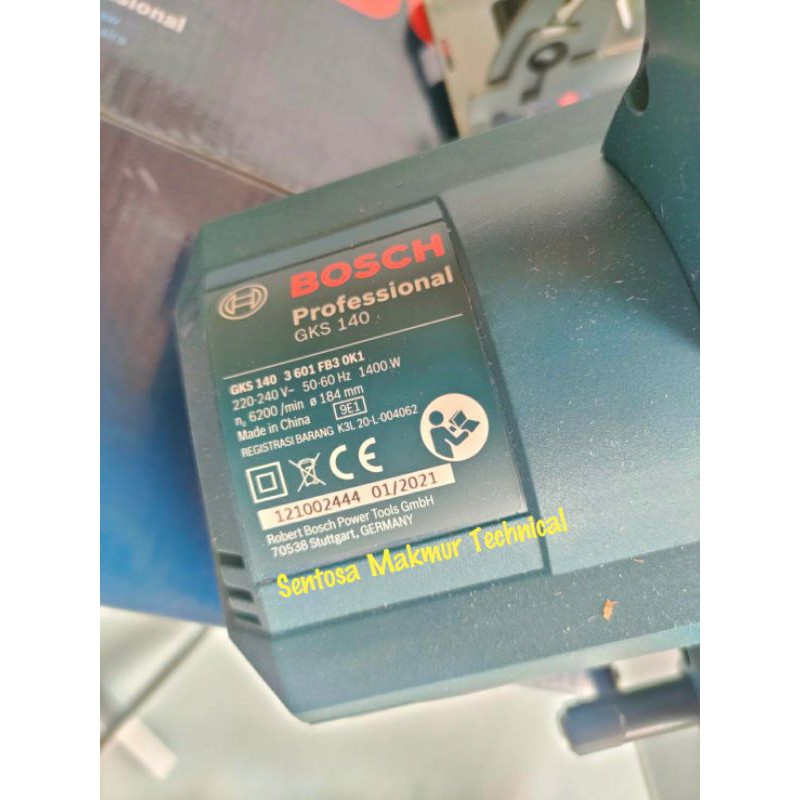 sional
BOSCH
Professional
GKS 140
GKS 140 3 601 FB3 0K1
220-240 V~ 50-60 Hz 1400 W
n₀ 6200 /min ø 184 mm
Made in China 9E1
REGISTRASI BARANG K3L 20-L-004062
CE
121002444 01/2021
Robert Bosch Power Tools GmbH
70538 Stuttgart, GERMANY
Sentosa Makmur Technical